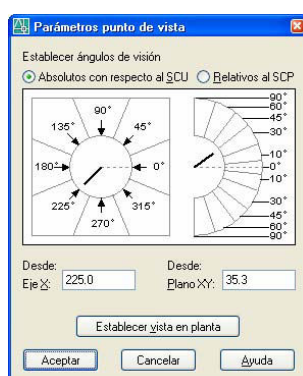 Parámetros punto de vista
Establecer ángulos de visión
Absolutos con respecto al SCU Relativos al SCP
90°
135° 45°
180° 0°
225° 315°
270°
90°
60°
45°
30°
10°
0°
10°
30°
45°
60°
90°
Desde: Desde:
Eje X: 225.0 Plano XY: 35.3
Establecer vista en planta
Aceptar Cancelar Ayuda